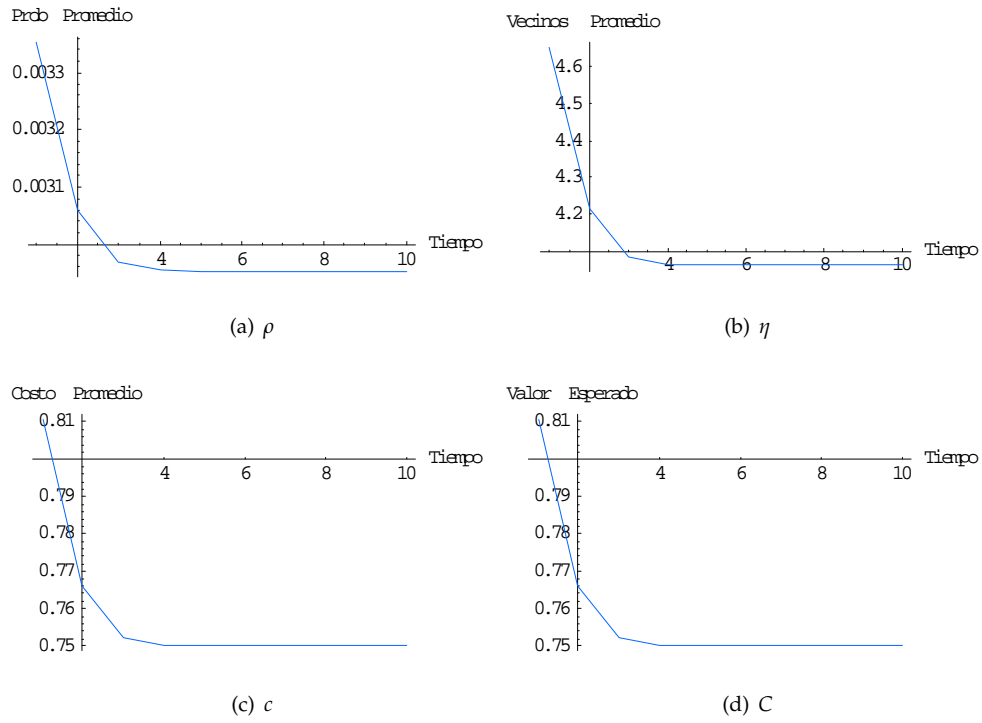 Prob Promedio
0.0033
0.0032
0.0031
4 6 8 10 Tiempo
(a) ρ
Vecinos Promedio
4.6
4.5
4.4
4.3
4.2
4 6 8 10 Tiempo
(b) η
Costo Promedio
0.81
4 6 8 10 Tiempo
0.79
0.78
0.77
0.76
0.75
(c) c
Valor Esperado
0.81
4 6 8 10 Tiempo
0.79
0.78
0.77
0.76
0.75
(d) C